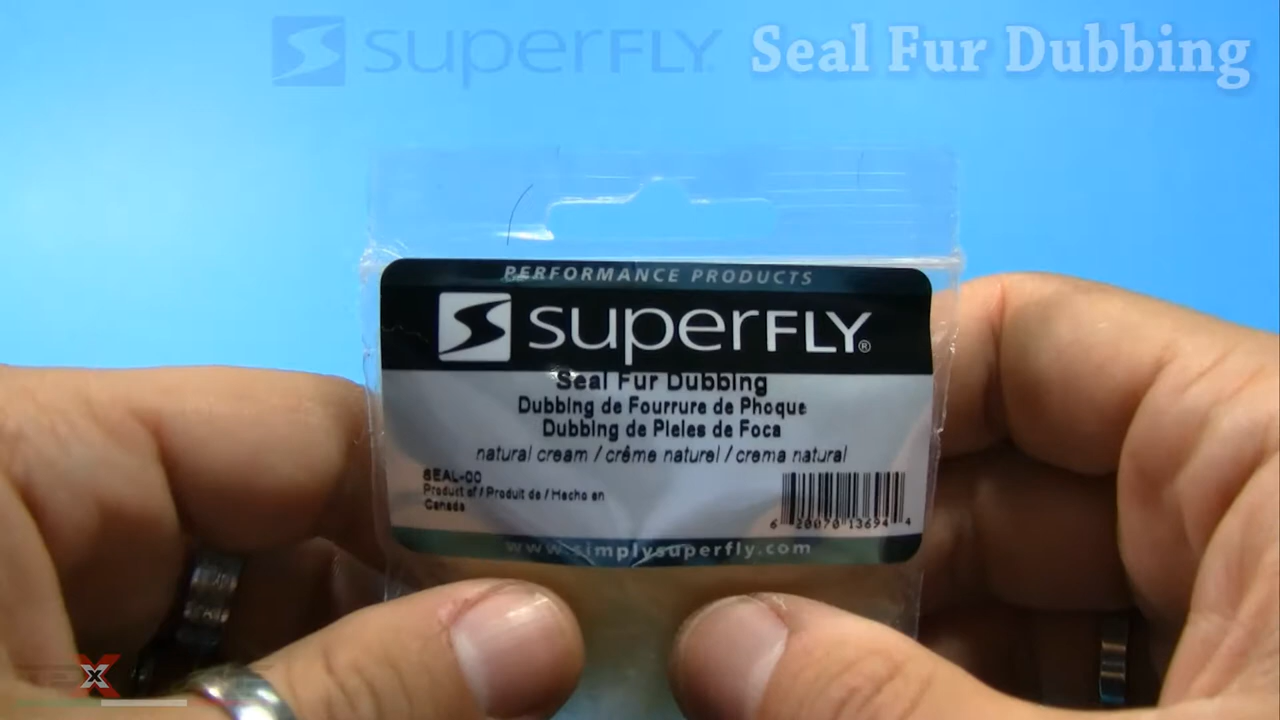 superFLY Seal Fur Dubbing
PERFORMANCE PRODUCTS
superFLY®
Seal Fur Dubbing
Dubbing de Fourrure de Phoque
Dubbing de Pieles de Foca
natural cream / crême naturel / crema natural
SEAL-00
Product of / Produit de / Hecho en
Canada
6 20070 13694 4
www.simplysuperfly.com
X